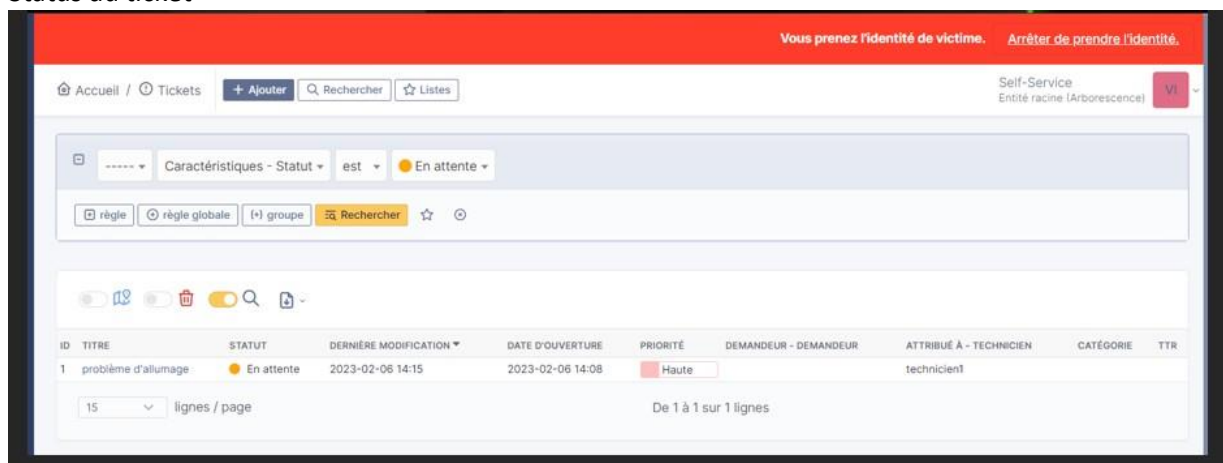 Status du ticket
Vous prenez l'identité de victime. Arrêter de prendre l'identité.
Accueil / Tickets + Ajouter Rechercher Listes
Self-Service
Entité racine (Arborescence) VI
----- Caractéristiques - Statut est En attente
règle règle globale (+) groupe Rechercher
ID TITRE STATUT DERNIÈRE MODIFICATION DATE D'OUVERTURE PRIORITÉ DEMANDEUR - DEMANDEUR ATTRIBUÉ À - TECHNICIEN CATÉGORIE TTR
1 problème d'allumage En attente 2023-02-06 14:15 2023-02-06 14:08 Haute technicien1
15 lignes / page De 1 à 1 sur 1 lignes